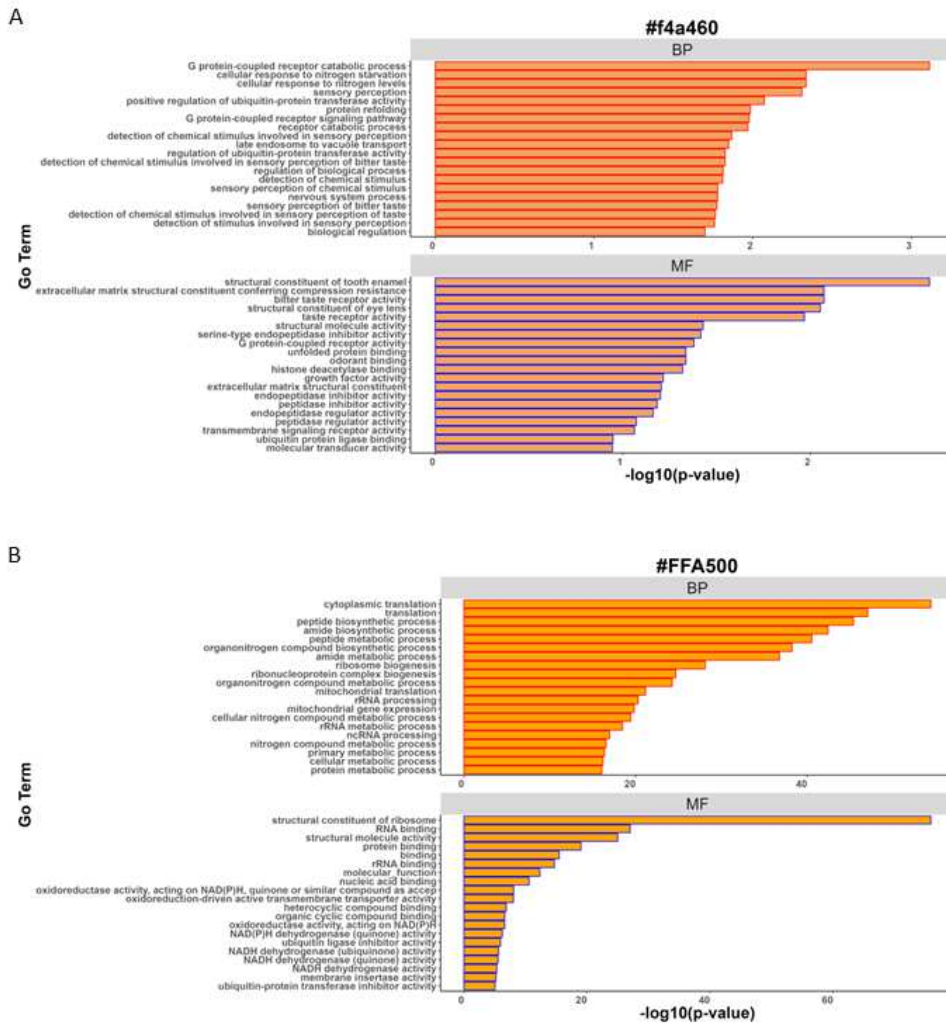 A
#f4a460
BP
G protein-coupled receptor catabolic process
cellular response to nitrogen starvation
cellular response to nitrogen levels
sensory perception
positive regulation of ubiquitin-protein transferase activity
protein refolding
G protein-coupled receptor signaling pathway
receptor catabolic process
detection of chemical stimulus involved in sensory perception
late endosome to vacuole transport
regulation of ubiquitin-protein transferase activity
detection of chemical stimulus involved in sensory perception of bitter taste
regulation of biological process
detection of chemical stimulus
sensory perception of chemical stimulus
nervous system process
sensory perception of bitter taste
detection of chemical stimulus involved in sensory perception of taste
detection of stimulus involved in sensory perception
biological regulation
0 1 2 3
Go Term
MF
structural constituent of tooth enamel
extracellular matrix structural constituent conferring compression resistance
bitter taste receptor activity
structural constituent of eye lens
taste receptor activity
structural molecule activity
serine-type endopeptidase inhibitor activity
G protein-coupled receptor activity
unfolded protein binding
odorant binding
histone deacetylase binding
growth factor activity
extracellular matrix structural constituent
endopeptidase inhibitor activity
peptidase inhibitor activity
endopeptidase regulator activity
peptidase regulator activity
transmembrane signaling receptor activity
ubiquitin protein ligase binding
molecular transducer activity
0 1 2
-log10(p-value)
B
#FFA500
BP
cytoplasmic translation
translation
peptide biosynthetic process
amide biosynthetic process
peptide metabolic process
organonitrogen compound biosynthetic process
amide metabolic process
ribosome biogenesis
ribonucleoprotein complex biogenesis
organonitrogen compound metabolic process
mitochondrial translation
rRNA processing
mitochondrial gene expression
cellular nitrogen compound metabolic process
rRNA metabolic process
ncRNA processing
nitrogen compound metabolic process
primary metabolic process
cellular metabolic process
protein metabolic process
0 20 40
Go Term
MF
structural constituent of ribosome
RNA binding
structural molecule activity
protein binding
binding
rRNA binding
molecular_function
nucleic acid binding
oxidoreductase activity, acting on NAD(P)H, quinone or similar compound as accep
oxidoreduction-driven active transmembrane transporter activity
heterocyclic compound binding
organic cyclic compound binding
oxidoreductase activity, acting on NAD(P)H
NAD(P)H dehydrogenase (quinone) activity
ubiquitin ligase inhibitor activity
NADH dehydrogenase (ubiquinone) activity
NADH dehydrogenase (quinone) activity
NADH dehydrogenase activity
membrane insertase activity
ubiquitin-protein transferase inhibitor activity
0 20 40 60
-log10(p-value)